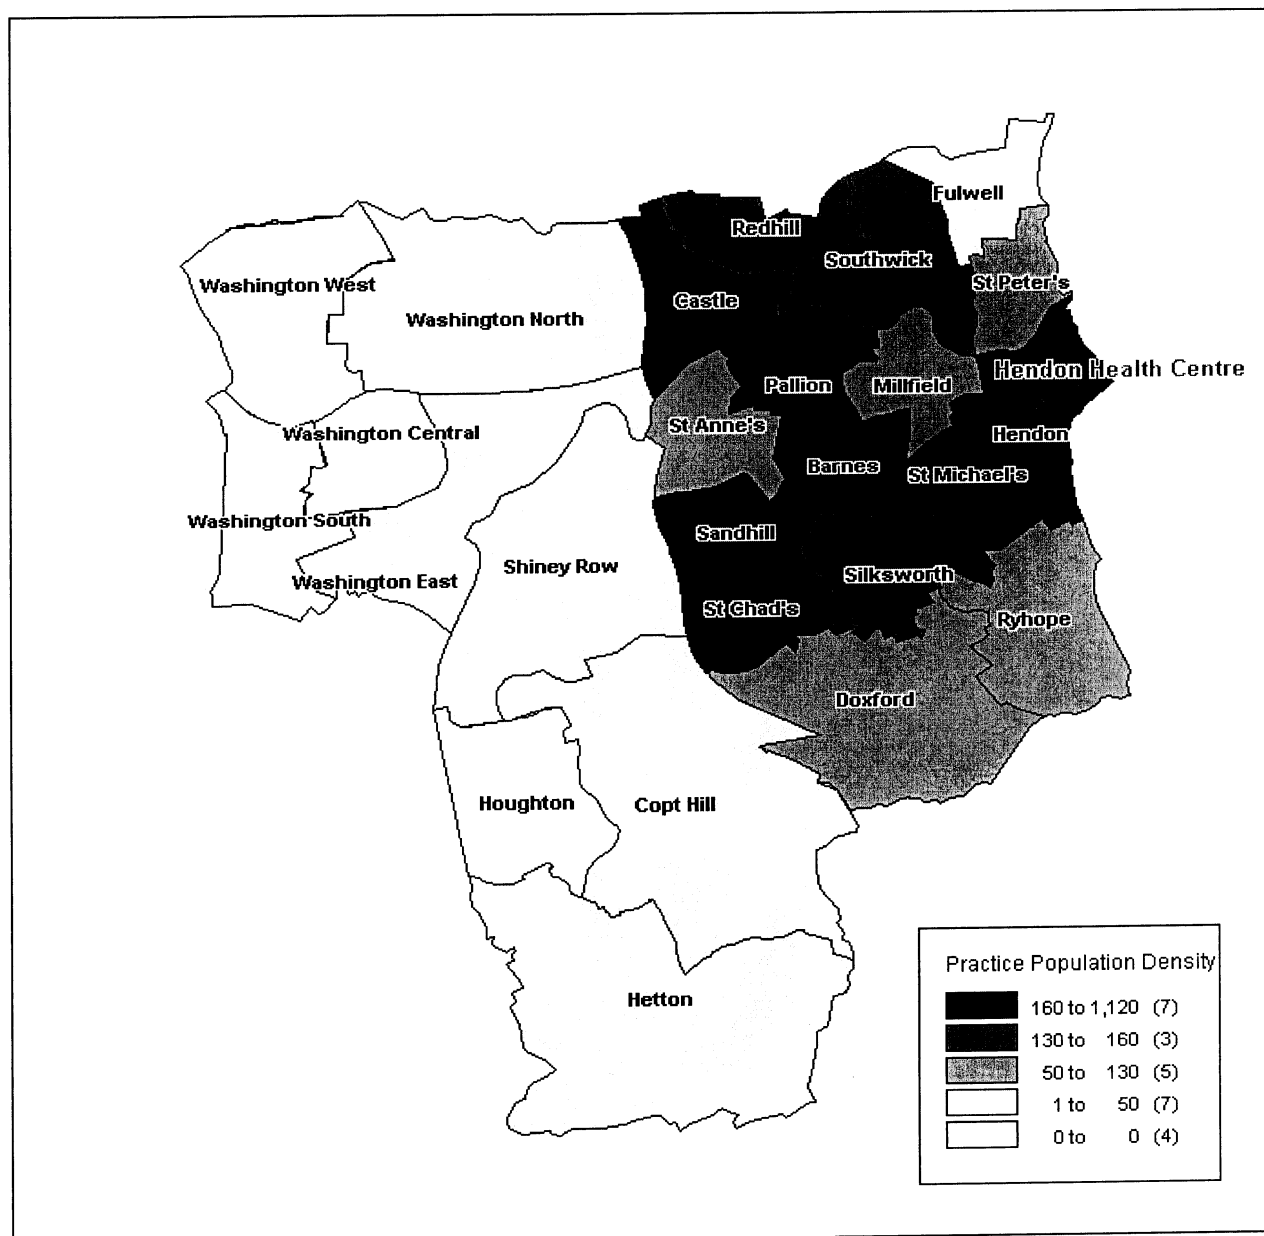 Fulwell
Redhill
Southwick
Washington West
St Peter's
Castle
Washington North
Hendon Health Centre
Pallion
Millfield
St Anne's
Washington Central
Hendon
Barnes
St Michael's
Washington South
Sandhill
Shiney Row
Silksworth
Washington East
St Chad's
Ryhope
Doxford
Houghton
Copt Hill
Hetton
Practice Population Density
160 to 1,120 (7)
130 to 160 (3)
50 to 130 (5)
1 to 50 (7)
0 to 0 (4)